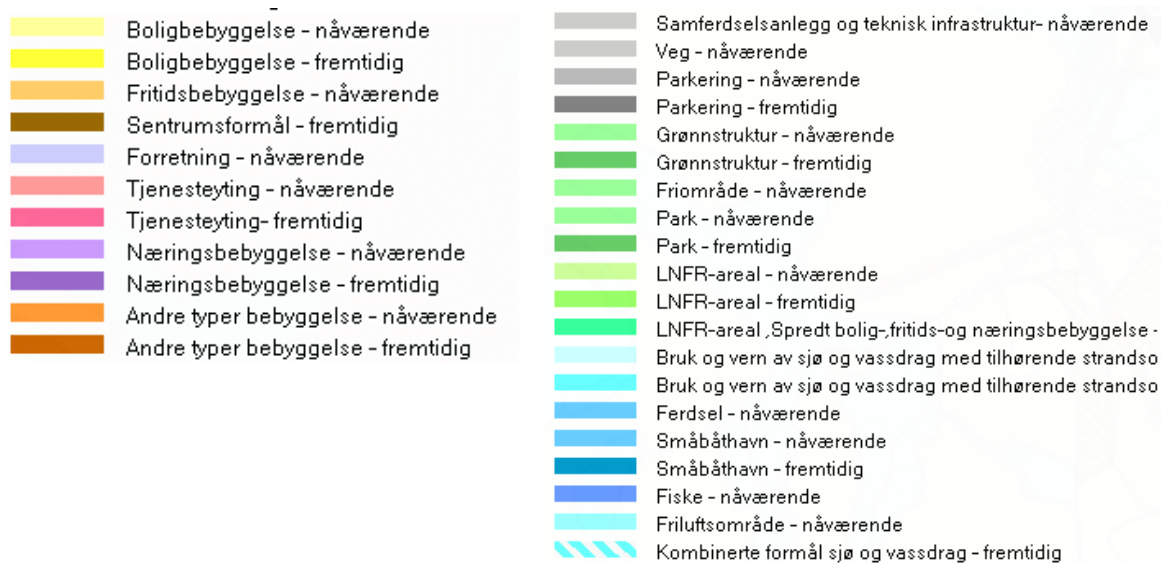 Boligbebyggelse - nåværende
Boligbebyggelse - fremtidig
Fritidsbebyggelse - nåværende
Sentrumsformål - fremtidig
Forretning - nåværende
Tjenesteyting - nåværende
Tjenesteyting- fremtidig
Næringsbebyggelse - nåværende
Næringsbebyggelse - fremtidig
Andre typer bebyggelse - nåværende
Andre typer bebyggelse - fremtidig
Samferdselsanlegg og teknisk infrastruktur- nåværende
Veg - nåværende
Parkering - nåværende
Parkering - fremtidig
Grønnstruktur - nåværende
Grønnstruktur - fremtidig
Friområde - nåværende
Park - nåværende
Park - fremtidig
LNFR-areal - nåværende
LNFR-areal - fremtidig
LNFR-areal ,Spredt bolig-,fritids-og næringsbebyggelse -
Bruk og vern av sjø og vassdrag med tilhørende strandso
Bruk og vern av sjø og vassdrag med tilhørende strandso
Ferdsel - nåværende
Småbåthavn - nåværende
Småbåthavn - fremtidig
Fiske - nåværende
Friluftsområde - nåværende
Kombinerte formål sjø og vassdrag - fremtidig